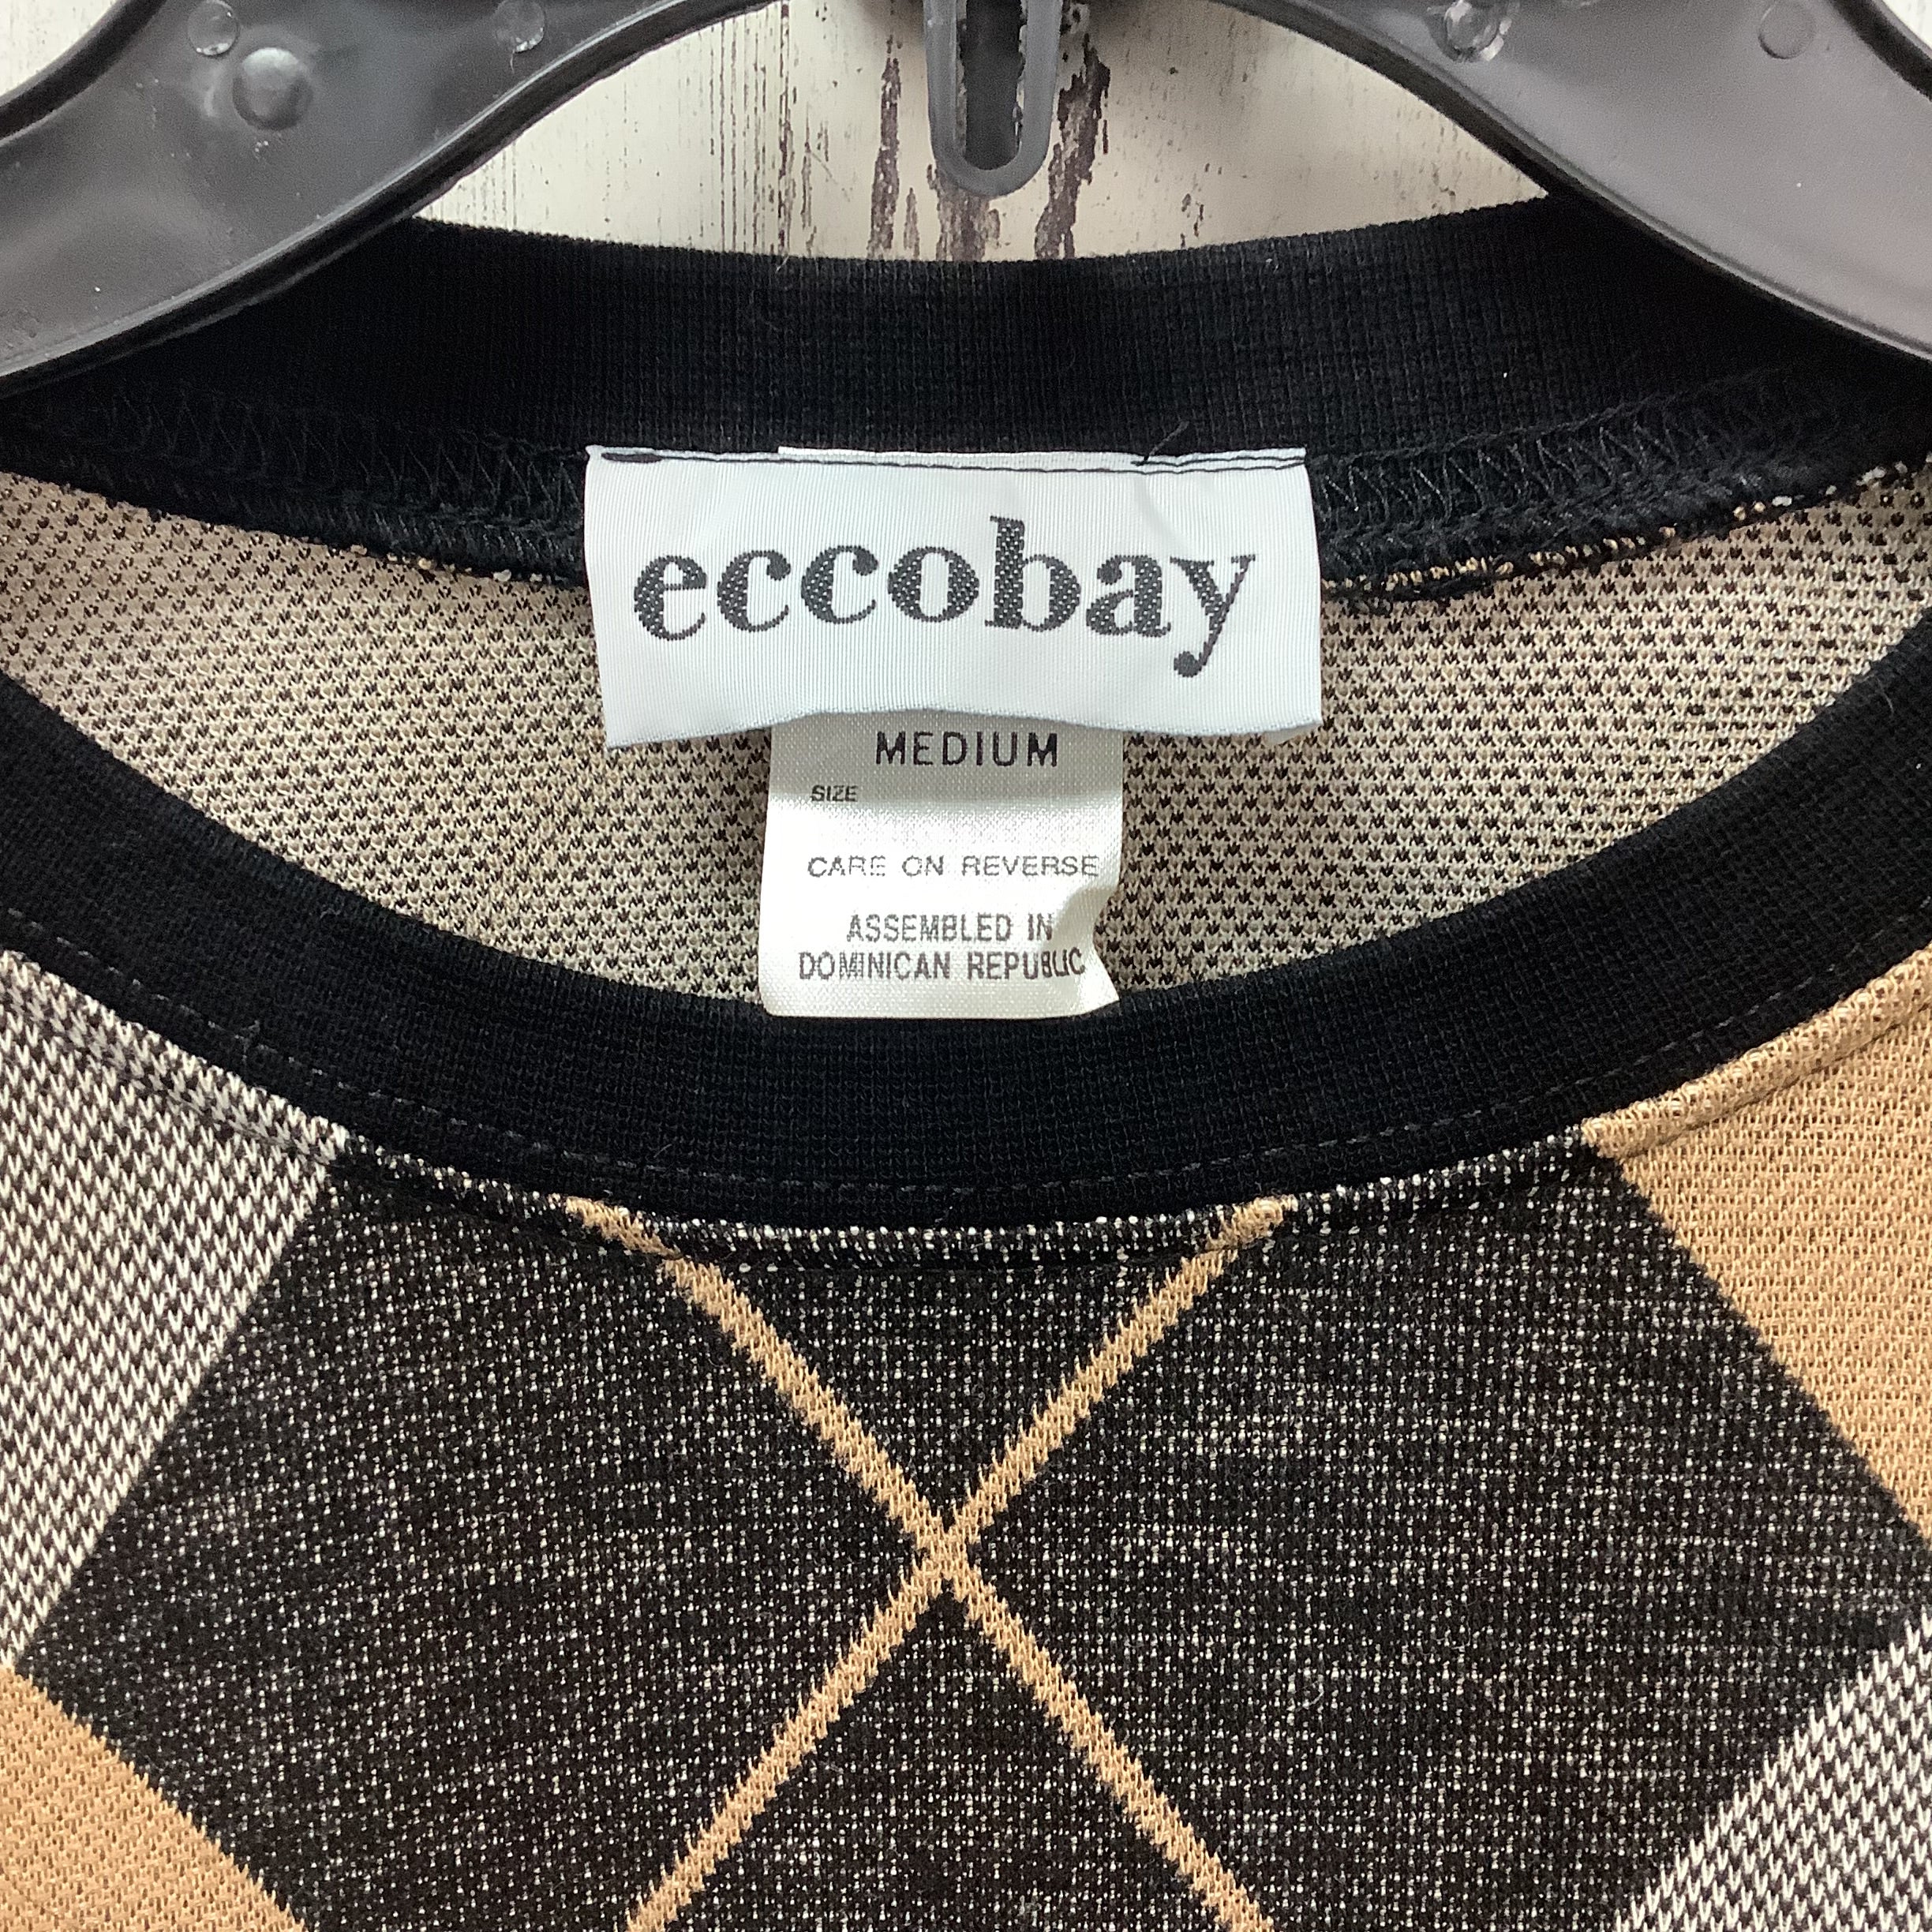 eccobay
MEDIUM
SIZE
CARE ON REVERSE
ASSEMBLED IN
DOMINICAN REPUBLIC